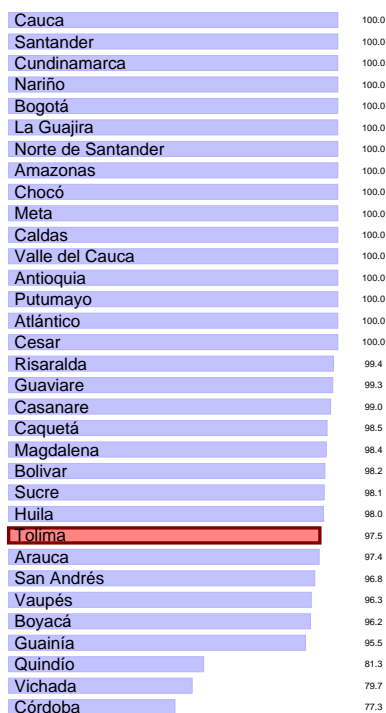 Cauca 100.0
Santander 100.0
Cundinamarca 100.0
Nariño 100.0
Bogotá 100.0
La Guajira 100.0
Norte de Santander 100.0
Amazonas 100.0
Chocó 100.0
Meta 100.0
Caldas 100.0
Valle del Cauca 100.0
Antioquia 100.0
Putumayo 100.0
Atlántico 100.0
Cesar 100.0
Risaralda 99.4
Guaviare 99.3
Casanare 99.0
Caquetá 98.5
Magdalena 98.4
Bolivar 98.2
Sucre 98.1
Huila 98.0
Tolima 97.5
Arauca 97.4
San Andrés 96.8
Vaupés 96.3
Boyacá 96.2
Guainía 95.5
Quindío 81.3
Vichada 79.7
Córdoba 77.3